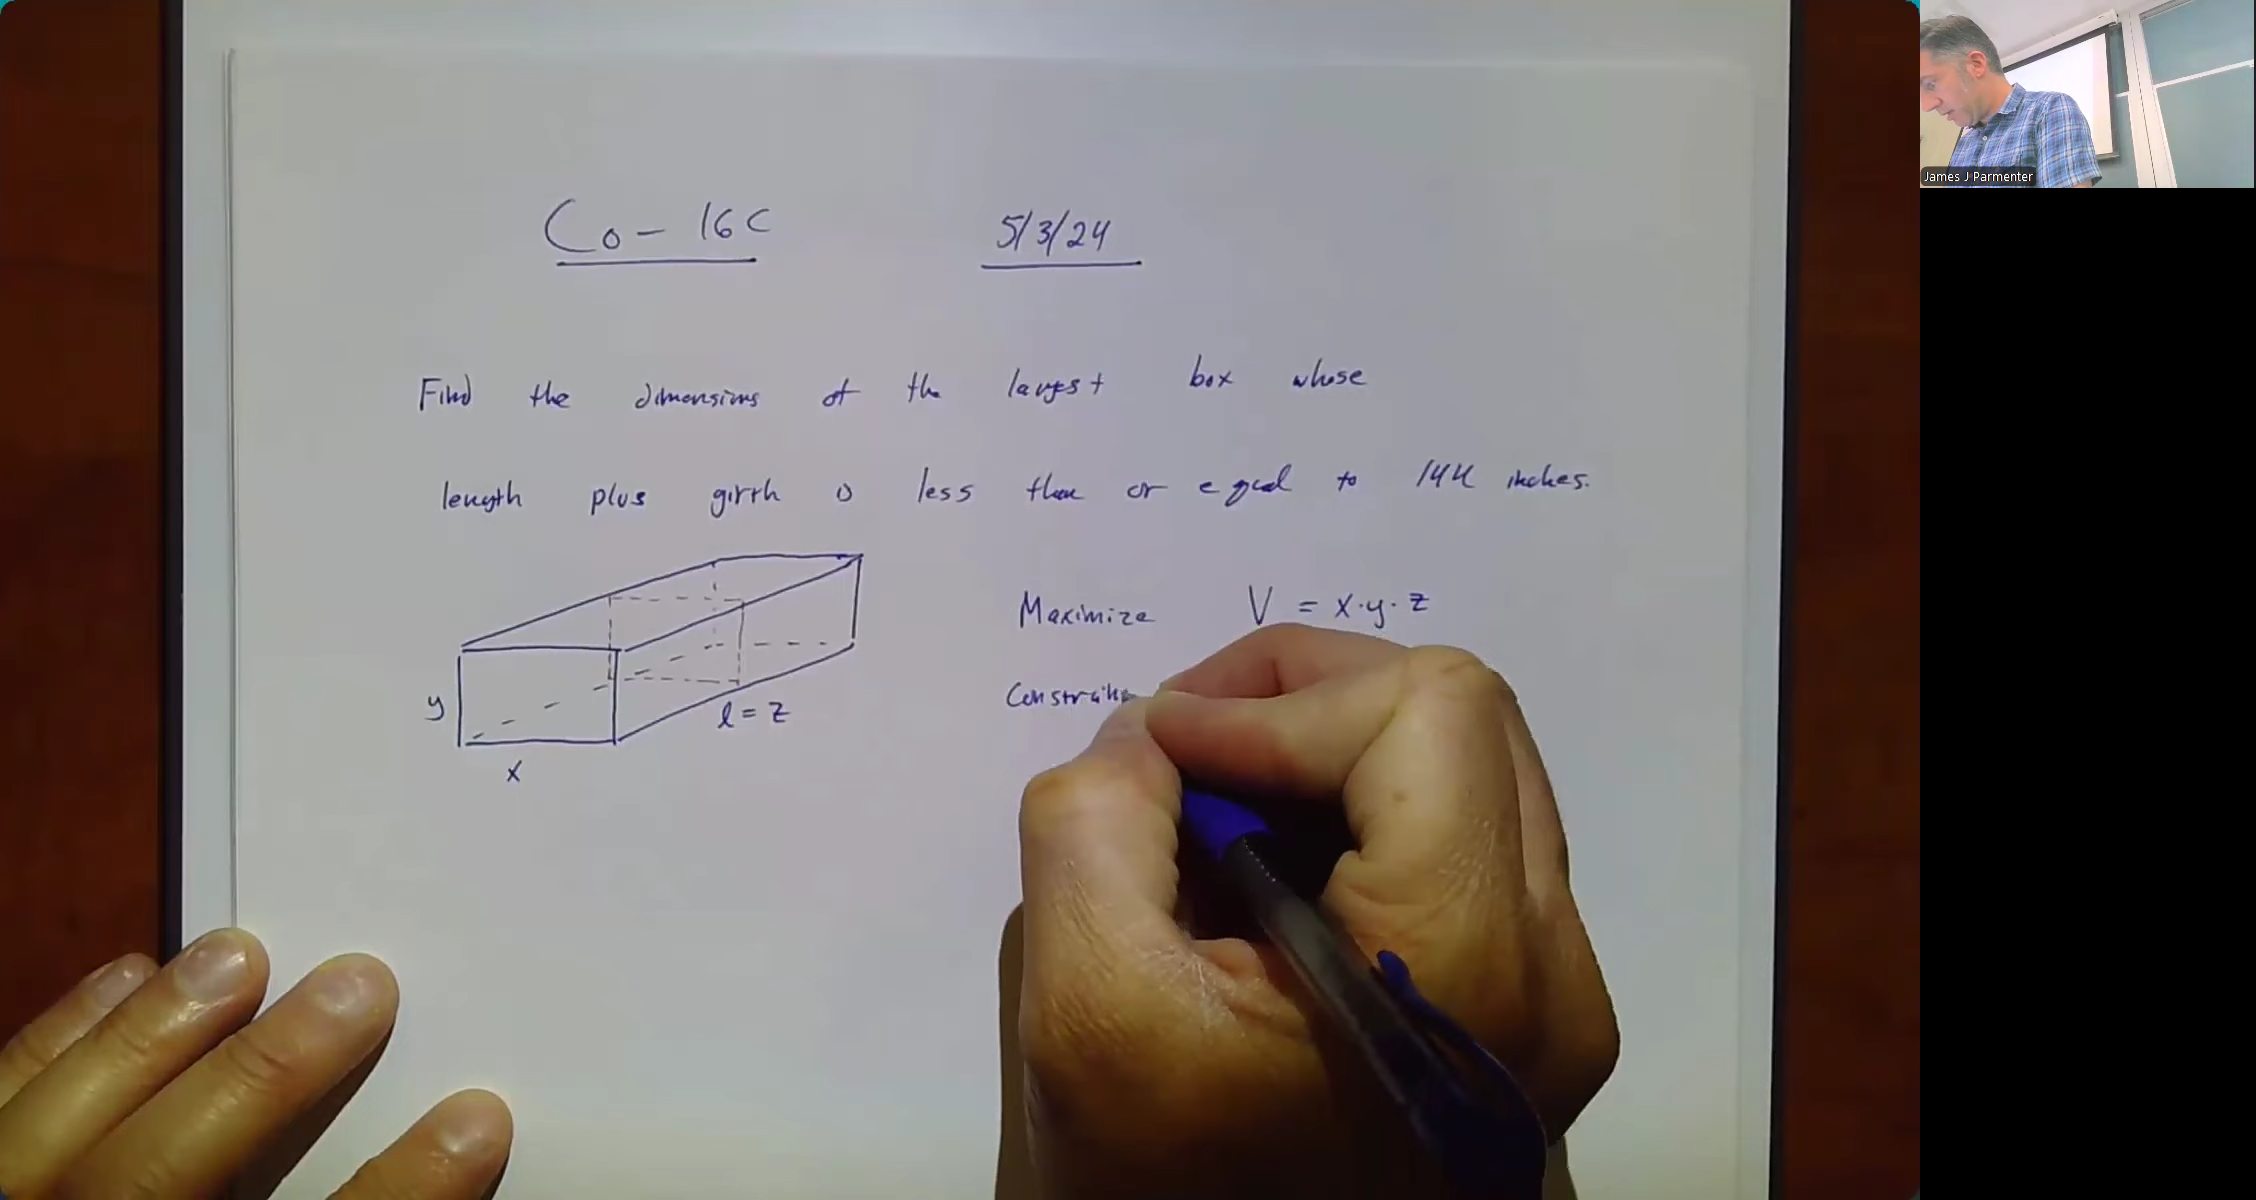 Co - 16C 5/3/24
Find the dimensions of the largest box whose
length plus girth is less than or equal to 144 inches.
Maximize V = x·y·z
Constrain
y
l = z
x
James J Parmenter